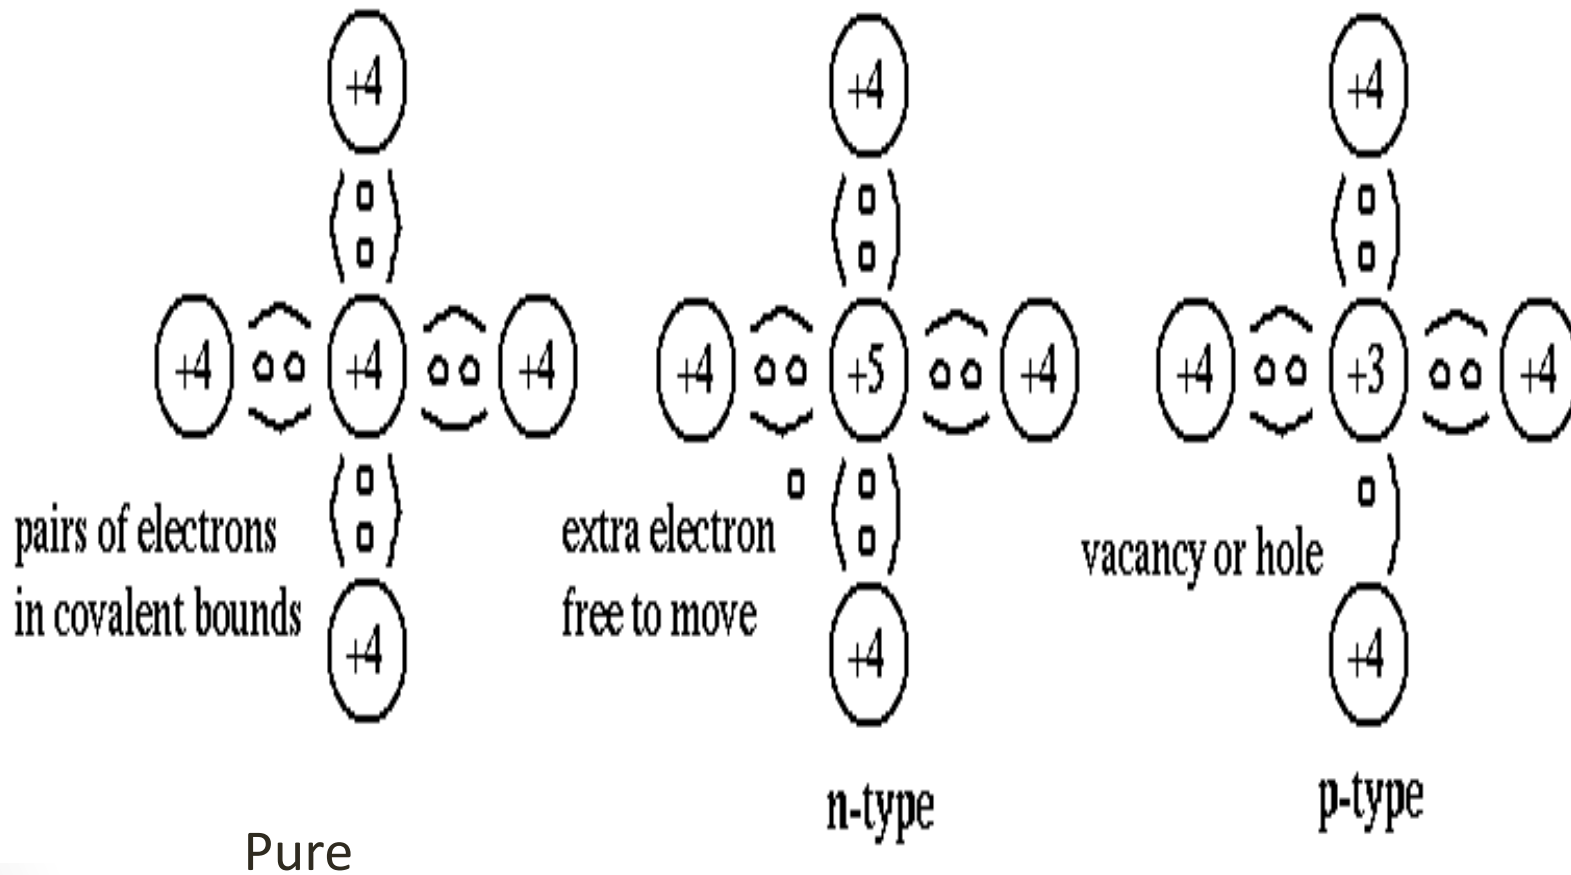 +4 +4 +4
+4 +4 +4 +4 +5 +4 +4 +3 +4
pairs of electrons
in covalent bounds
extra electron
free to move
vacancy or hole
+4 +4 +4
n-type
p-type
Pure